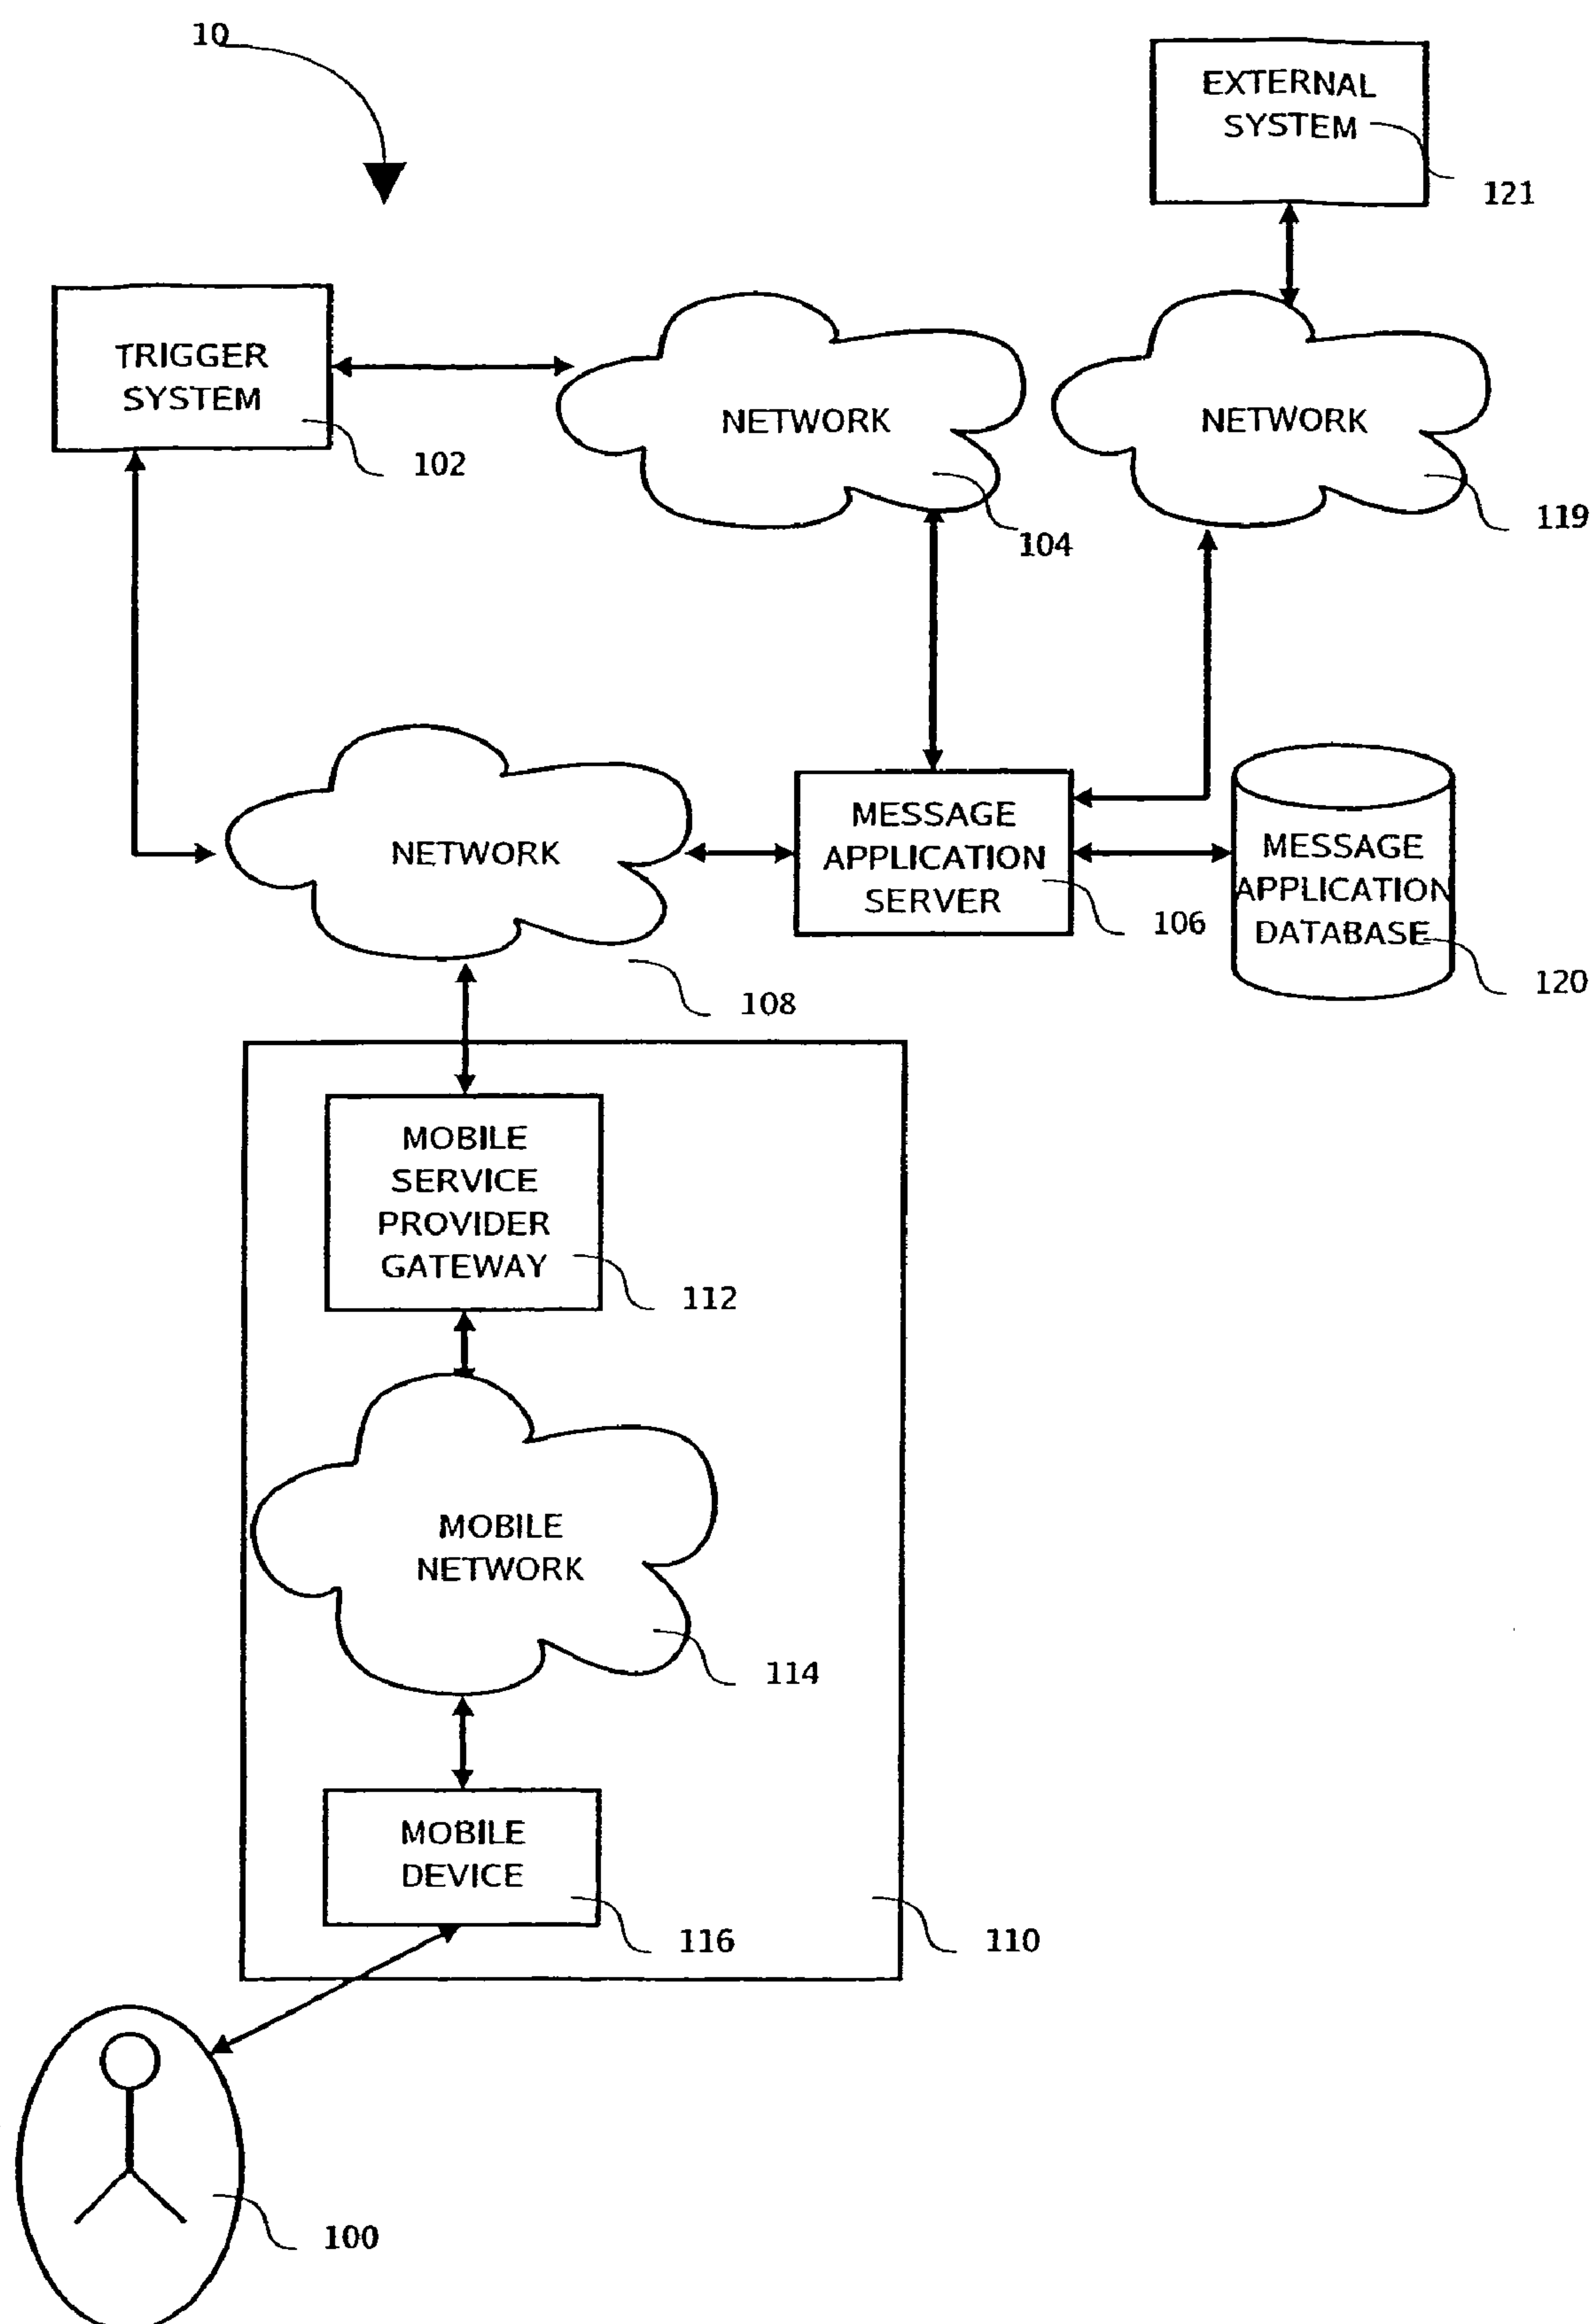 10
EXTERNAL
SYSTEM
121
TRIGGER
SYSTEM
102
NETWORK
104
NETWORK
119
NETWORK
108
MESSAGE
APPLICATION
SERVER
106
MESSAGE
APPLICATION
DATABASE
120
MOBILE
SERVICE
PROVIDER
GATEWAY
112
MOBILE
NETWORK
114
MOBILE
DEVICE
116
110
100